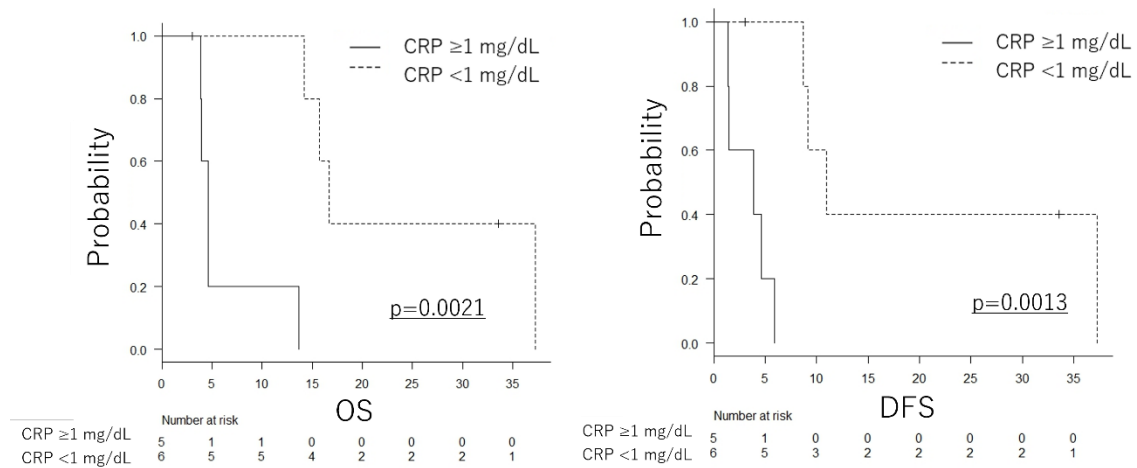 CRP ≥1 mg/dL
CRP <1 mg/dL
1.0
0.8
0.6
0.4
0.2
0.0
Probability
p=0.0021
0 5 10 15 20 25 30 35
OS
Number at risk
CRP ≥1 mg/dL 5 1 1 0 0 0 0 0
CRP <1 mg/dL 6 5 5 4 2 2 2 1
CRP ≥1 mg/dL
CRP <1 mg/dL
1.0
0.8
0.6
0.4
0.2
0.0
Probability
p=0.0013
0 5 10 15 20 25 30 35
DFS
Number at risk
CRP ≥1 mg/dL 5 1 0 0 0 0 0 0
CRP <1 mg/dL 6 5 3 2 2 2 2 1